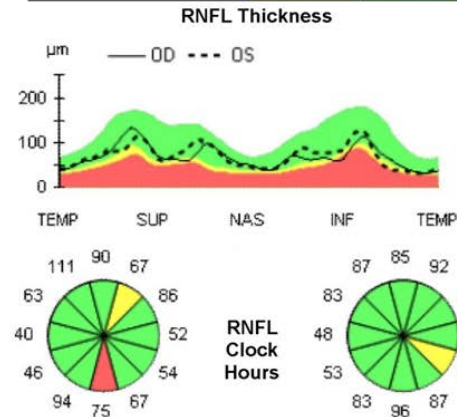 RNFL Thickness
µm
OD OS
200
100
0
TEMP SUP NAS INF TEMP
90
111 67
63 86
40 52
46 54
94 67
75
RNFL
Clock
Hours
85
87 92
83
48
53
83 87
96